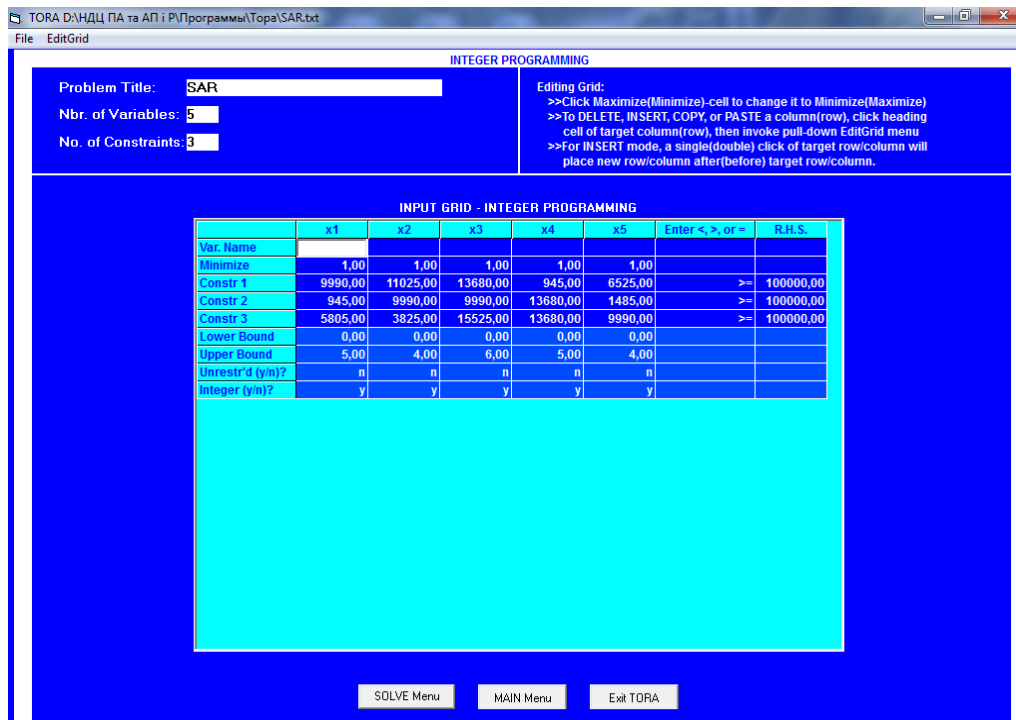 TORA D:\НДЦ ПА та АП і Р\Программы\Тора\SAR.txt
File EditGrid
INTEGER PROGRAMMING
Problem Title: SAR
Nbr. of Variables: 5
No. of Constraints: 3
Editing Grid:
>>Click Maximize(Minimize)-cell to change it to Minimize(Maximize)
>>To DELETE, INSERT, COPY, or PASTE a column(row), click heading
cell of target column(row), then invoke pull-down EditGrid menu
>>For INSERT mode, a single(double) click of target row/column will
place new row/column after(before) target row/column.
INPUT GRID - INTEGER PROGRAMMING
x1 x2 x3 x4 x5 Enter <, >, or = R.H.S.
Var. Name
Minimize 1,00 1,00 1,00 1,00 1,00
Constr 1 9990,00 11025,00 13680,00 945,00 6525,00 >= 100000,00
Constr 2 945,00 9990,00 9990,00 13680,00 1485,00 >= 100000,00
Constr 3 5805,00 3825,00 15525,00 13680,00 9990,00 >= 100000,00
Lower Bound 0,00 0,00 0,00 0,00 0,00
Upper Bound 5,00 4,00 6,00 5,00 4,00
Unrestr'd (y/n)? n n n n n
Integer (y/n)? y y y y y
SOLVE Menu MAIN Menu Exit TORA